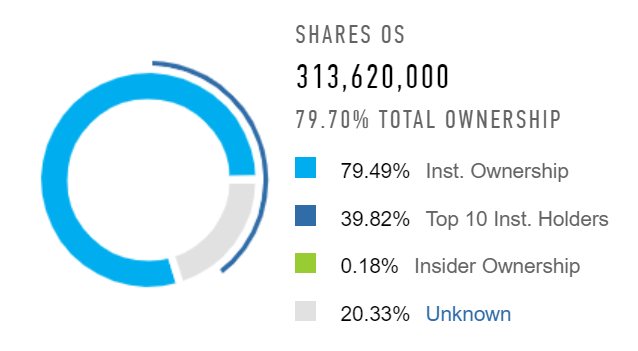 SHARES OS
313,620,000
79.70% TOTAL OWNERSHIP
79.49% Inst. Ownership
39.82% Top 10 Inst. Holders
0.18% Insider Ownership
20.33% Unknown